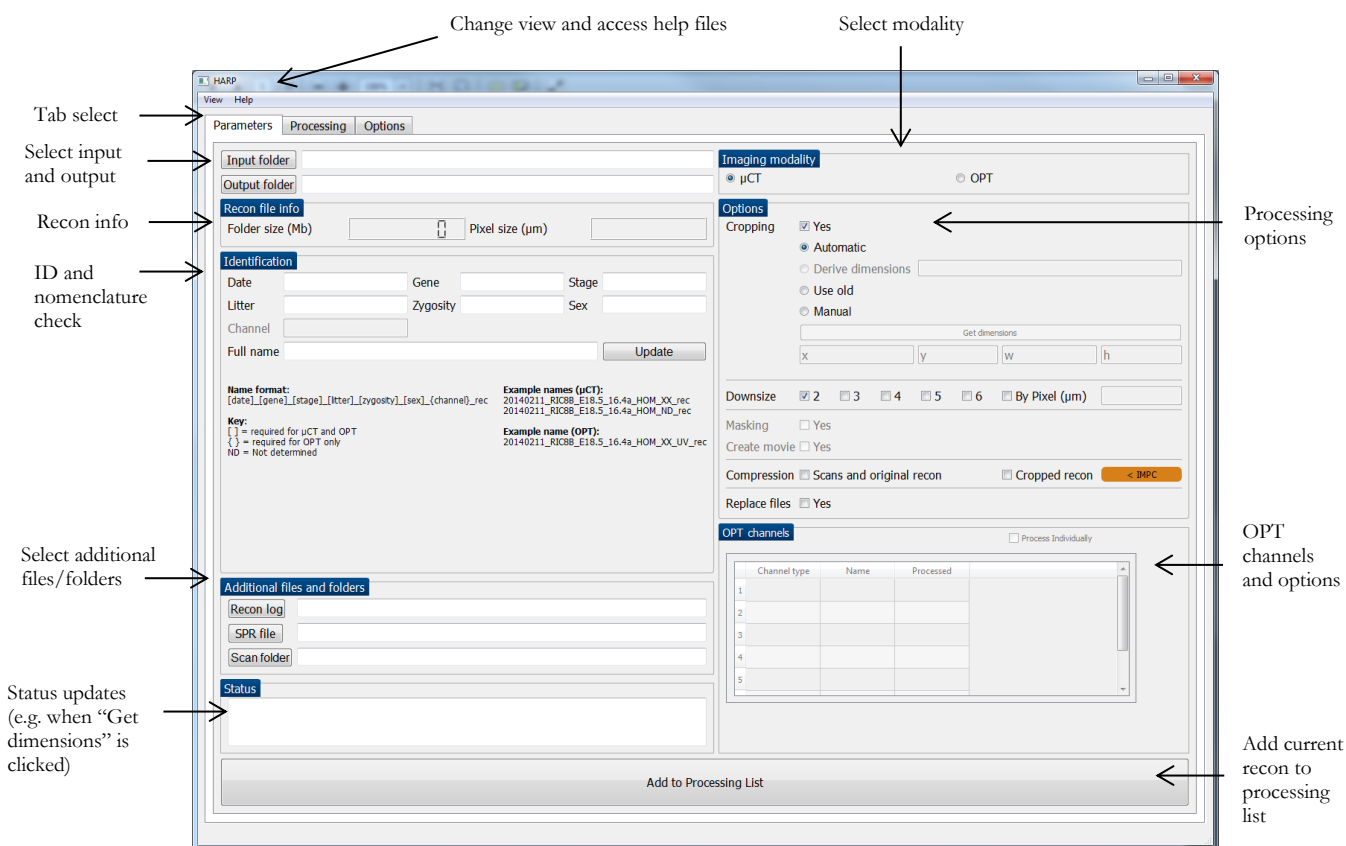 Change view and access help files
Select modality
HARP
View Help
Tab select
Parameters Processing Options
Select input
and output
Input folder
Output folder
Imaging modality
µCT OPT
Recon info
Recon file info
Folder size (Mb) 0 Pixel size (µm)
ID and
nomenclature
check
Identification
Date Gene Stage
Litter Zygosity Sex
Channel
Full name Update
Name format:
[date]_[gene]_[stage]_[litter]_[zygosity]_[sex]_{channel}_rec
Key:
[ ] = required for µCT and OPT
{ } = required for OPT only
ND = Not determined
Example names (µCT):
20140211_RIC8B_E18.5_16.4a_HOM_XX_rec
20140211_RIC8B_E18.5_16.4a_HOM_ND_rec
Example name (OPT):
20140211_RIC8B_E18.5_16.4a_HOM_XX_UV_rec
Options
Cropping Yes
Automatic
Derive dimensions
Use old
Manual
Get dimensions
x y w h
Downsize 2 3 4 5 6 By Pixel (µm)
Masking Yes
Create movie Yes
Compression Scans and original recon Cropped recon < IMPC
Replace files Yes
Processing
options
OPT channels Process Individually
Channel type Name Processed
1
2
3
4
5
OPT
channels
and options
Select additional
files/folders
Additional files and folders
Recon log
SPR file
Scan folder
Status updates
(e.g. when “Get
dimensions” is
clicked)
Status
Add to Processing List
Add current
recon to
processing
list